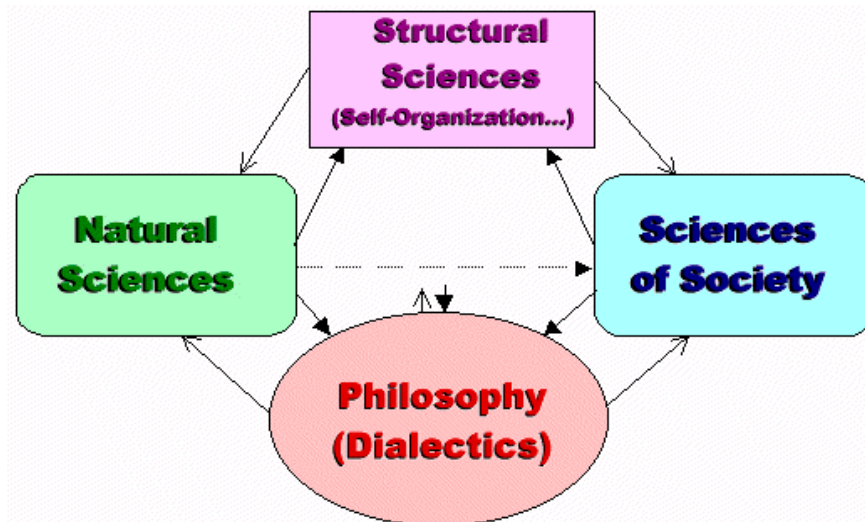 Structural
Sciences
(Self-Organization...)
Natural
Sciences
Sciences
of Society
Philosophy
(Dialectics)